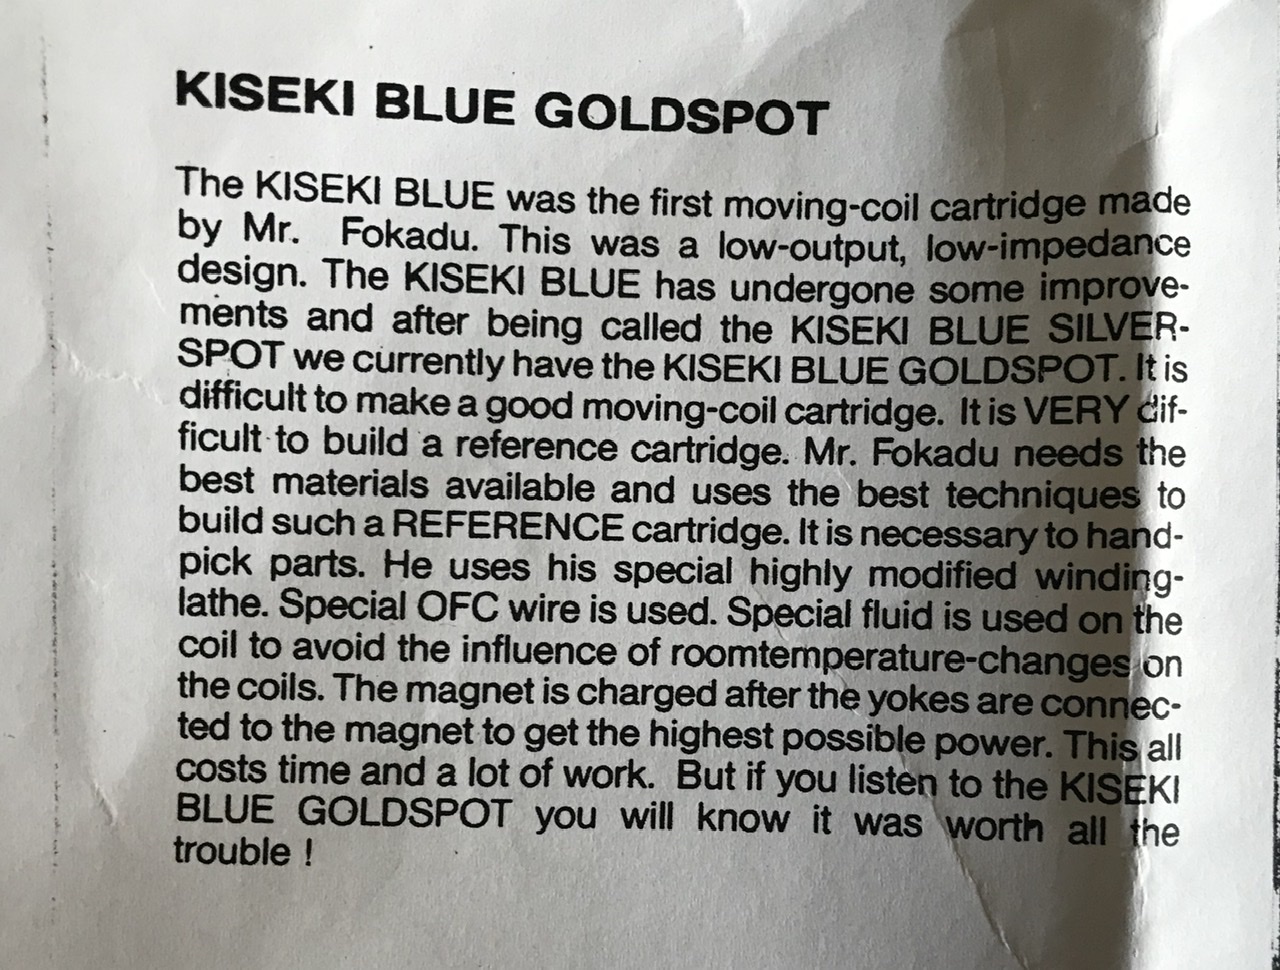 KISEKI BLUE GOLDSPOT
The KISEKI BLUE was the first moving-coil cartridge made
by Mr. Fokadu. This was a low-output, low-impedance
design. The KISEKI BLUE has undergone some improve-
ments and after being called the KISEKI BLUE SILVER-
SPOT we currently have the KISEKI BLUE GOLDSPOT. It is
difficult to make a good moving-coil cartridge. It is VERY dif-
ficult to build a reference cartridge. Mr. Fokadu needs the
best materials available and uses the best techniques to
build such a REFERENCE cartridge. It is necessary to hand-
pick parts. He uses his special highly modified winding-
lathe. Special OFC wire is used. Special fluid is used on the
coil to avoid the influence of roomtemperature-changes on
the coils. The magnet is charged after the yokes are connec-
ted to the magnet to get the highest possible power. This all
costs time and a lot of work. But if you listen to the KISEKI
BLUE GOLDSPOT you will know it was worth all the
trouble !